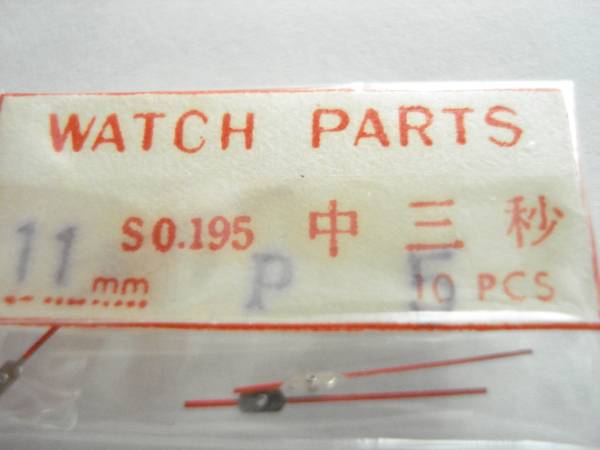 WATCH PARTS
S0.195 中三秒
11 mm P 5 10 PCS